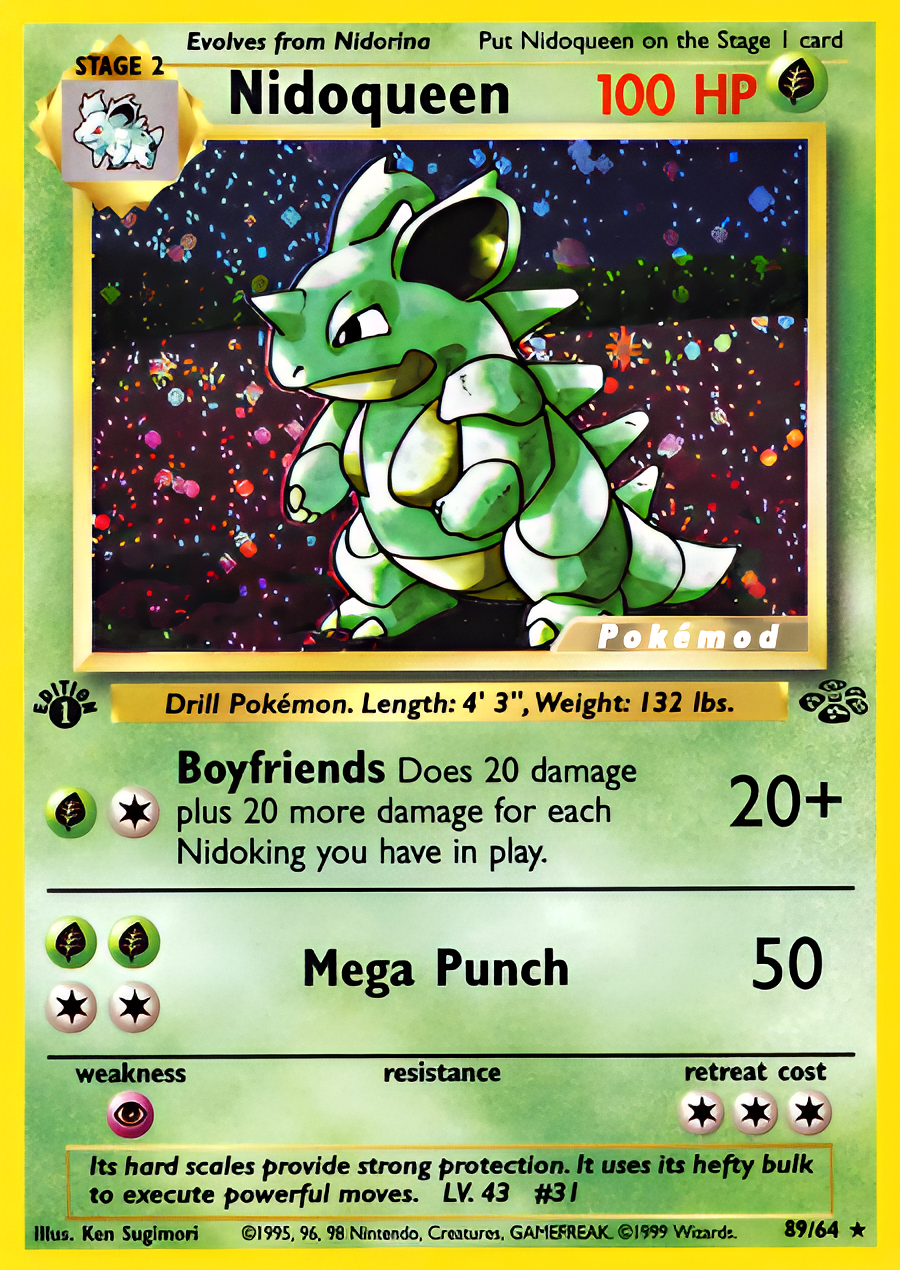 Evolves from Nidorina Put Nidoqueen on the Stage 1 card
STAGE 2
Nidoqueen 100 HP
Pokémod
EDITION
1
Drill Pokémon. Length: 4' 3", Weight: 132 lbs.
Boyfriends Does 20 damage
plus 20 more damage for each
Nidoking you have in play.
20+
Mega Punch 50
weakness resistance retreat cost
Its hard scales provide strong protection. It uses its hefty bulk
to execute powerful moves. LV. 43 #31
Illus. Ken Sugimori ©1995, 96, 98 Nintendo, Creatures, GAMEFREAK. ©1999 Wizards. 89/64 ★